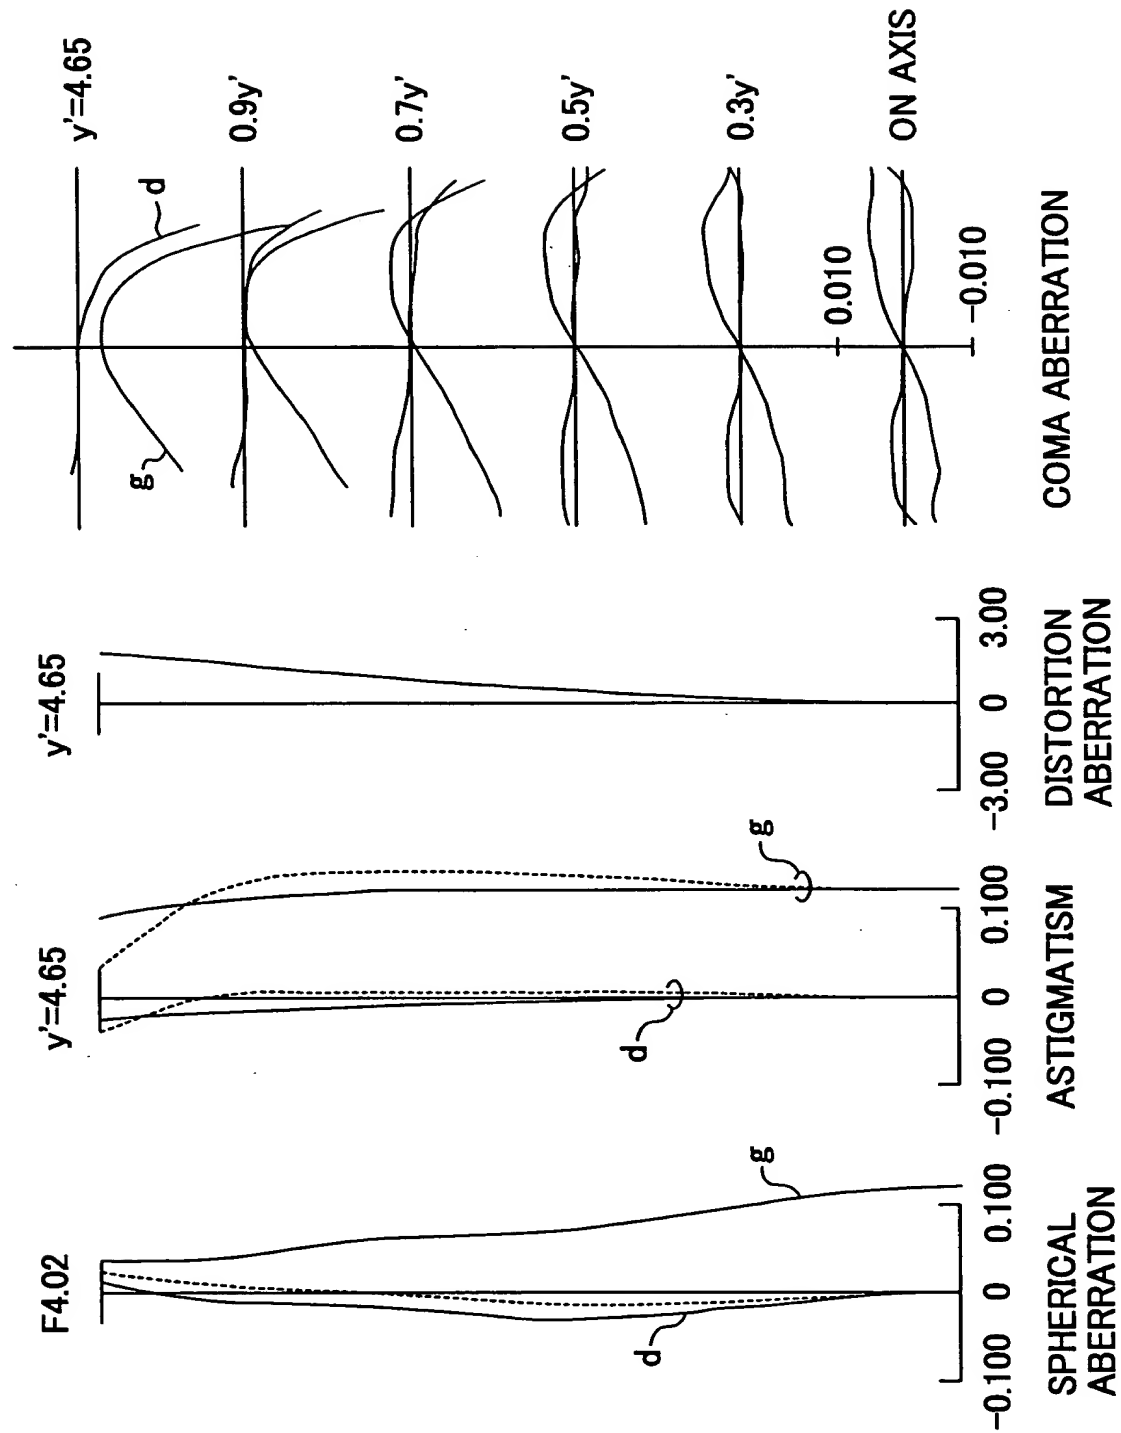 F4.02
d
g
-0.100
0
0.100
SPHERICAL
ABERRATION
y'=4.65
d
g
-0.100
0
0.100
ASTIGMATISM
y'=4.65
-3.00
0
3.00
DISTORTION
ABERRATION
y'=4.65
d
g
0.9y'
0.7y'
0.5y'
0.3y'
0.010
ON AXIS
-0.010
COMA ABERRATION